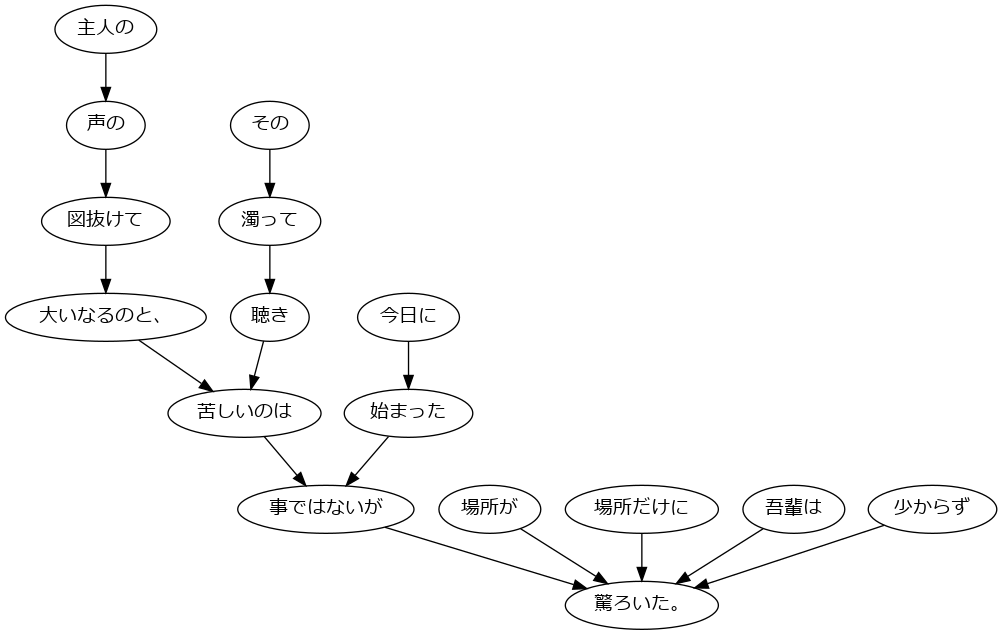 主人の
声の
その
図抜けて
濁って
大いなるのと、
聴き
今日に
苦しいのは
始まった
事ではないが
場所が
場所だけに
吾輩は
少からず
驚ろいた。